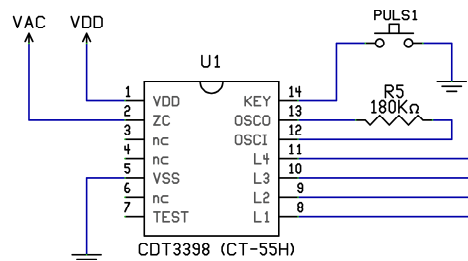 VAC VDD
PULS1
U1
R5
180KΩ
1 VDD KEY 14
2 ZC OSCO 13
3 nc OSCI 12
4 nc L4 11
5 VSS L3 10
6 nc L2 9
7 TEST L1 8
CDT3398 (CT-55H)